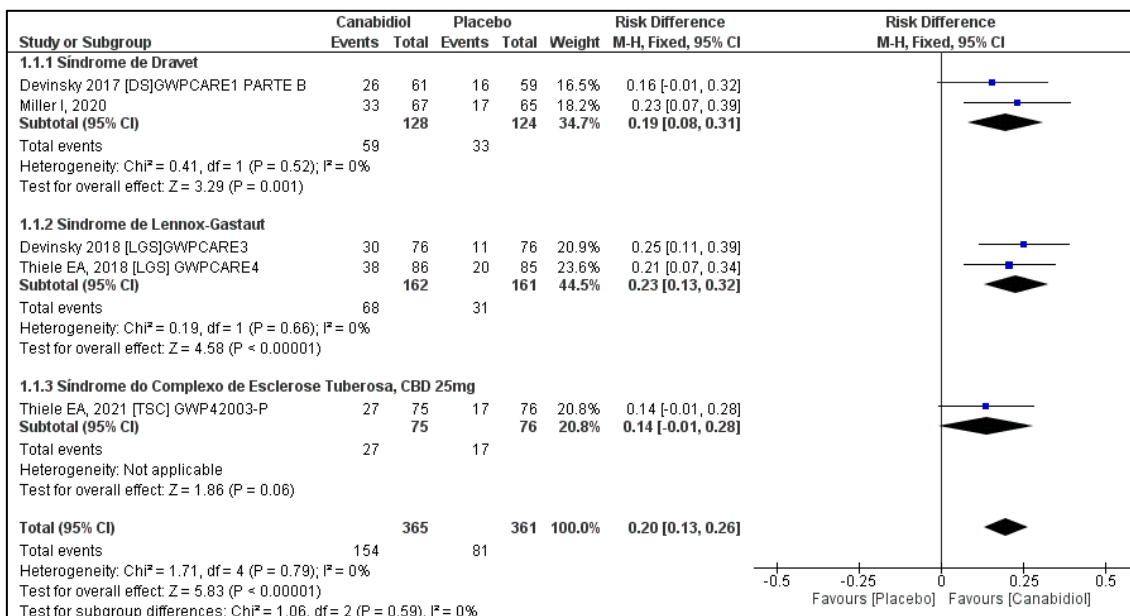 Canabidiol Placebo Risk Difference Risk Difference
Study or Subgroup Events Total Events Total Weight M-H, Fixed, 95% CI M-H, Fixed, 95% CI
1.1.1 Síndrome de Dravet
Devinsky 2017 [DS]GWPCARE1 PARTE B 26 61 16 59 16.5% 0.16 [-0.01, 0.32]
Miller I, 2020 33 67 17 65 18.2% 0.23 [0.07, 0.39]
Subtotal (95% CI) 128 124 34.7% 0.19 [0.08, 0.31]
Total events 59 33
Heterogeneity: Chi² = 0.41, df = 1 (P = 0.52); I² = 0%
Test for overall effect: Z = 3.29 (P = 0.001)
1.1.2 Síndrome de Lennox-Gastaut
Devinsky 2018 [LGS]GWPCARE3 30 76 11 76 20.9% 0.25 [0.11, 0.39]
Thiele EA, 2018 [LGS] GWPCARE4 38 86 20 85 23.6% 0.21 [0.07, 0.34]
Subtotal (95% CI) 162 161 44.5% 0.23 [0.13, 0.32]
Total events 68 31
Heterogeneity: Chi² = 0.19, df = 1 (P = 0.66); I² = 0%
Test for overall effect: Z = 4.58 (P < 0.00001)
1.1.3 Síndrome do Complexo de Esclerose Tuberosa, CBD 25mg
Thiele EA, 2021 [TSC] GWP42003-P 27 75 17 76 20.8% 0.14 [-0.01, 0.28]
Subtotal (95% CI) 75 76 20.8% 0.14 [-0.01, 0.28]
Total events 27 17
Heterogeneity: Not applicable
Test for overall effect: Z = 1.86 (P = 0.06)
Total (95% CI) 365 361 100.0% 0.20 [0.13, 0.26]
Total events 154 81
Heterogeneity: Chi² = 1.71, df = 4 (P = 0.79); I² = 0%
Test for overall effect: Z = 5.83 (P < 0.00001)
Test for subgroup differences: Chi² = 1.06, df = 2 (P = 0.59), I² = 0%
-0.5 -0.25 0 0.25 0.5
Favours [Placebo] Favours [Canabidiol]